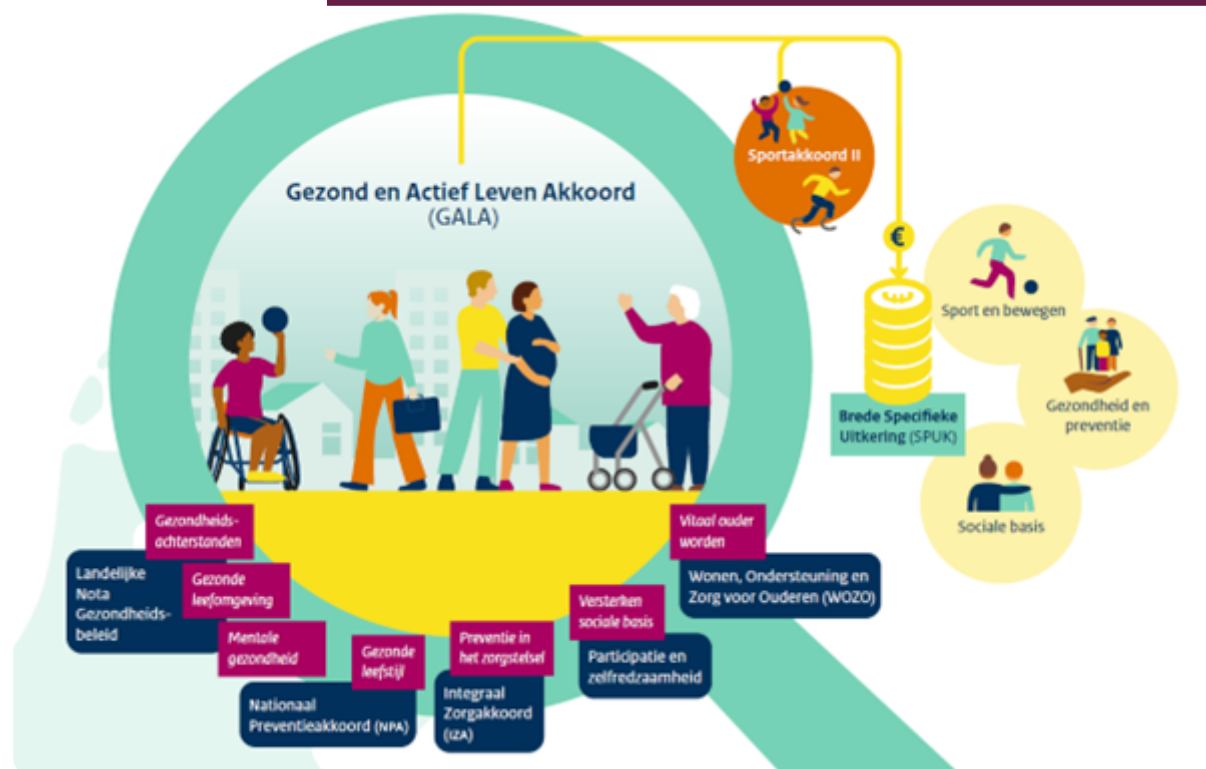 Gezond en Actief Leven Akkoord
(GALA)
Sportakkoord II
€
Sport en bewegen
Gezondheid en
preventie
Sociale basis
Brede Specifieke
Uitkering (SPUK)
Gezondheids-
achterstanden
Landelijke
Nota
Gezondheids-
beleid
Gezonde
leefomgeving
Mentale
gezondheid
Gezonde
leefstijl
Nationaal
Preventieakkoord (NPA)
Preventie in
het zorgstelsel
Integraal
Zorgakkoord
(IZA)
Versterken
sociale basis
Participatie en
zelfredzaamheid
Vitaal ouder
worden
Wonen, Ondersteuning en
Zorg voor Ouderen (WOZO)